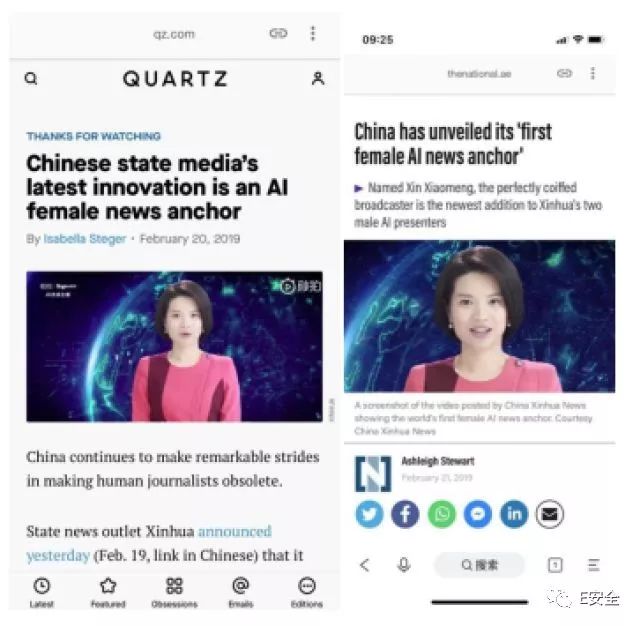 qz.com
QUARTZ
THANKS FOR WATCHING
Chinese state media's
latest innovation is an AI
female news anchor
By Isabella Steger • February 20, 2019
China continues to make remarkable strides
in making human journalists obsolete.
State news outlet Xinhua announced
yesterday (Feb. 19, link in Chinese) that it
Latest
Featured
Obsessions
Emails
Editions
09:25
thenational.ae
China has unveiled its 'first
female AI news anchor'
▶ Named Xin Xiaomeng, the perfectly coiffed
broadcaster is the newest addition to Xinhua's two
male AI presenters
A screenshot of the video posted by China Xinhua News
showing the world's first female AI news anchor. Courtesy
China Xinhua News
N
Ashleigh Stewart
February 21, 2019
搜索
1
E安全